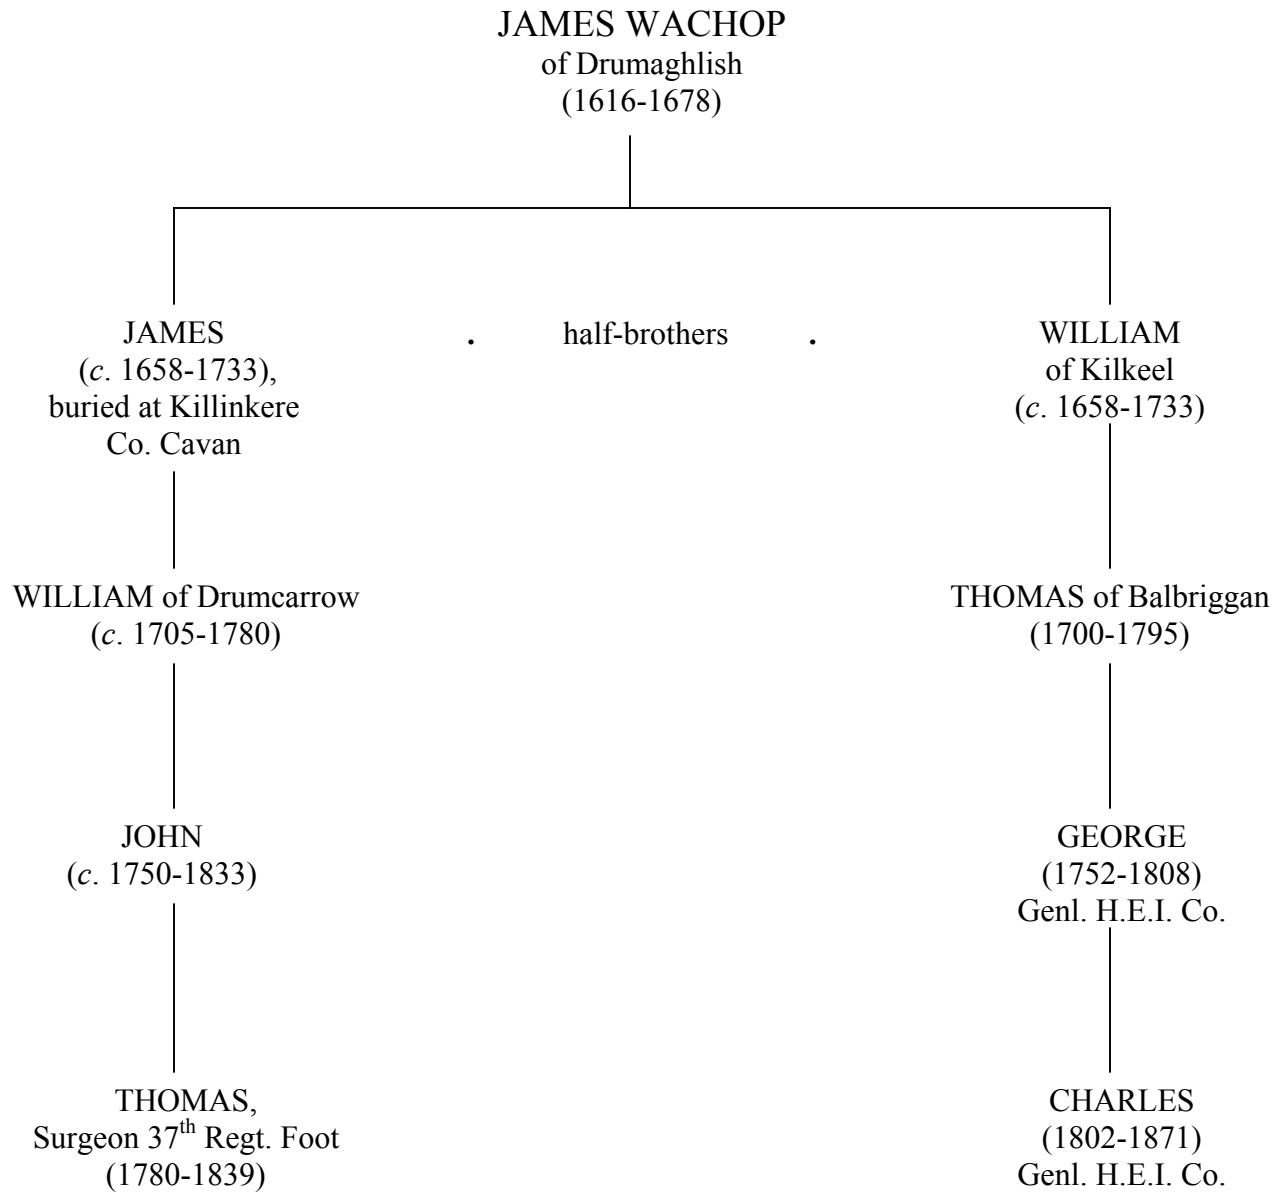 JAMES WACHOP
of Drumaghlish
(1616-1678)
JAMES
(c. 1658-1733),
buried at Killinkere
Co. Cavan
. half-brothers .
WILLIAM
of Kilkeel
(c. 1658-1733)
WILLIAM of Drumcarrow
(c. 1705-1780)
THOMAS of Balbriggan
(1700-1795)
JOHN
(c. 1750-1833)
GEORGE
(1752-1808)
Genl. H.E.I. Co.
THOMAS,
Surgeon 37th Regt. Foot
(1780-1839)
CHARLES
(1802-1871)
Genl. H.E.I. Co.